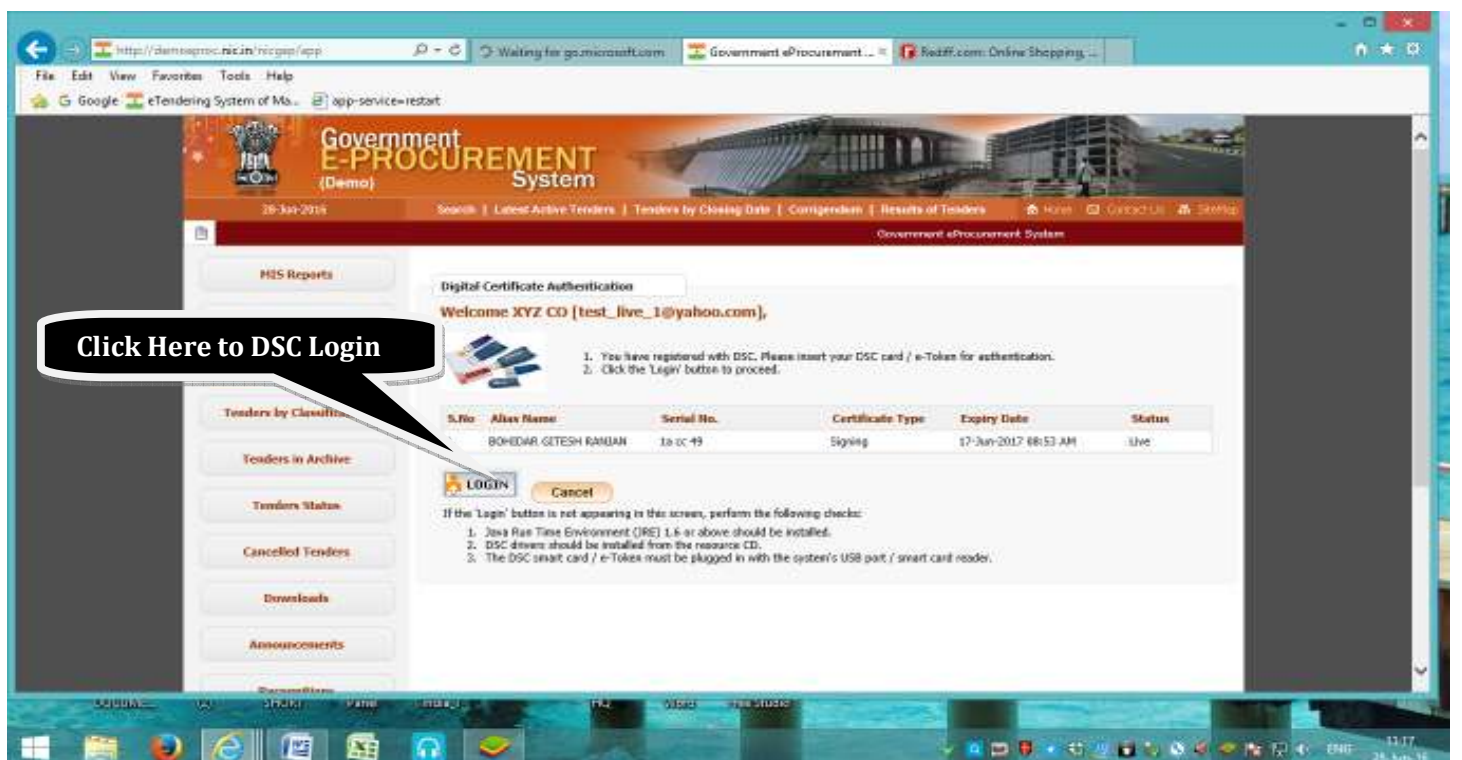 Waiting for go.microsoft.com
Government eProcurement ...
Rediff.com: Online Shopping, ...
File Edit View Favorites Tools Help
Google eTendering System of Ma... app-service=restart
Government
E-PROCUREMENT
System
(Demo)
Search | Latest Active Tenders | Tenders by Closing Date | Corrigendum | Results of Tenders Home Contact Us SiteMap
Government eProcurement System
MIS Reports
Digital Certificate Authentication
Welcome XYZ CO [test_live_1@yahoo.com],
Click Here to DSC Login
1. You have registered with DSC. Please insert your DSC card / e-Token for authentication.
2. Click the 'Login' button to proceed.
Tenders by
S.No Alias Name Serial No. Certificate Type Expiry Date Status
BOHIDAR GITESH RANJAN 1a cc 49 Signing 17-Jun-2017 08:53 AM Live
Tenders in Archive
LOGIN Cancel
Tenders Status
If the 'Login' button is not appearing in this screen, perform the following checks:
1. Java Run Time Environment (JRE) 1.6 or above should be installed.
2. DSC drivers should be installed from the resource CD.
3. The DSC smart card / e-Token must be plugged in with the system's USB port / smart card reader.
Cancelled Tenders
Downloads
Announcements
ENG 11:17